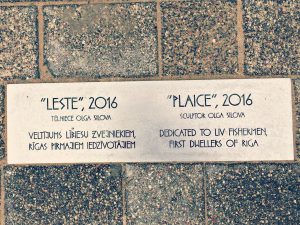 "LESTE", 2016
TĒLNIECE OLGA SILOVA
VELTĪJUMS LĪBIEŠU ZVEJNIEKIEM,
RĪGAS PIRMAJIEM IEDZĪVOTĀJIEM
"PLAICE", 2016
SCULPTOR OLGA SILOVA
DEDICATED TO LIV FISHERMEN,
FIRST DWELLERS OF RIGA